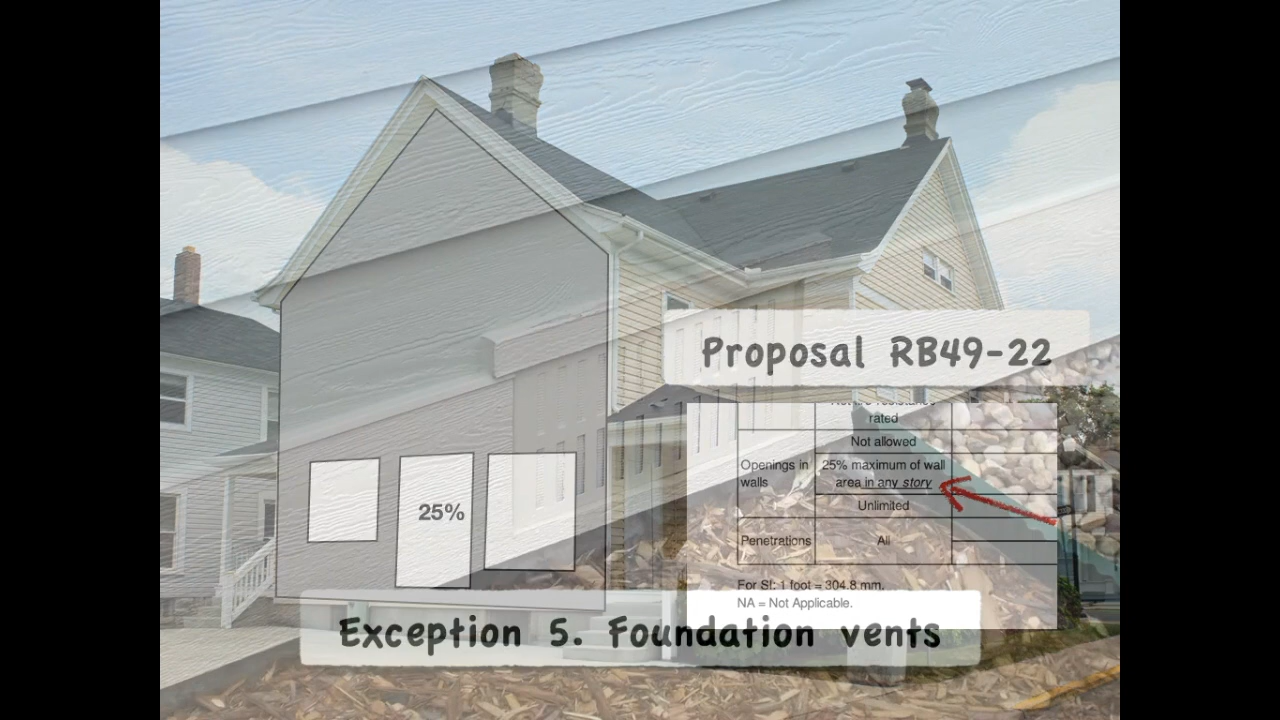 Proposal RB49-22
rated
Not allowed
Openings in walls
25% maximum of wall
area in any story
Unlimited
Penetrations
All
For SI: 1 foot = 304.8 mm.
NA = Not Applicable.
25%
Exception 5. Foundation vents